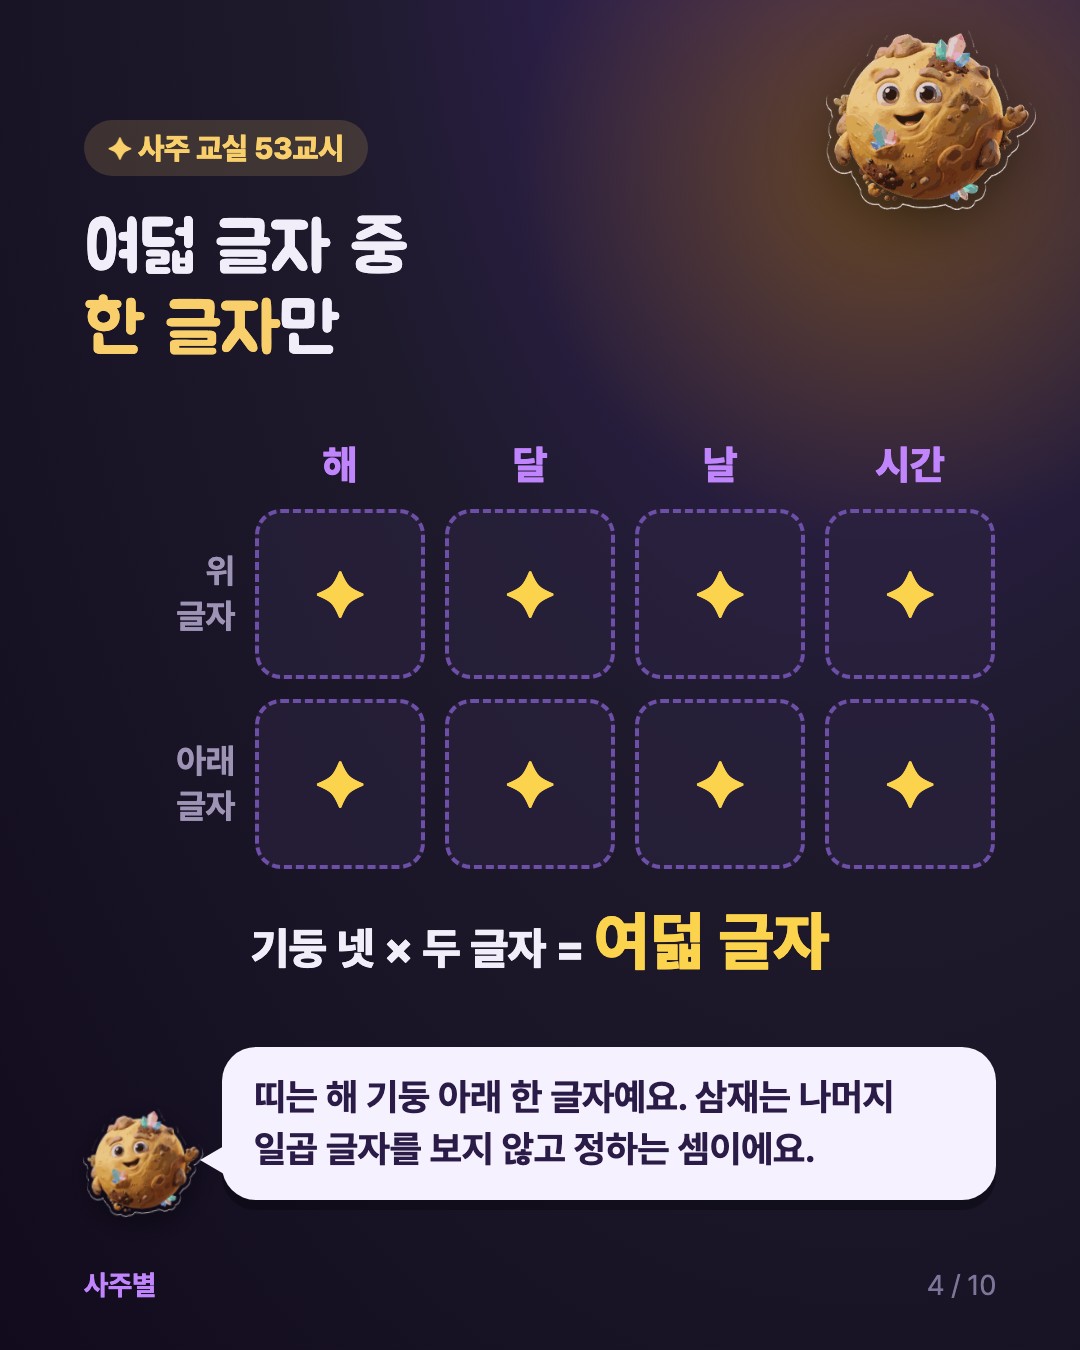 사주 교실 53교시
여덟 글자 중
한 글자만
해 달 날 시간
위
글자
아래
글자
기둥 넷 × 두 글자 = 여덟 글자
띠는 해 기둥 아래 한 글자예요. 삼재는 나머지
일곱 글자를 보지 않고 정하는 셈이에요.
사주별
4 / 10